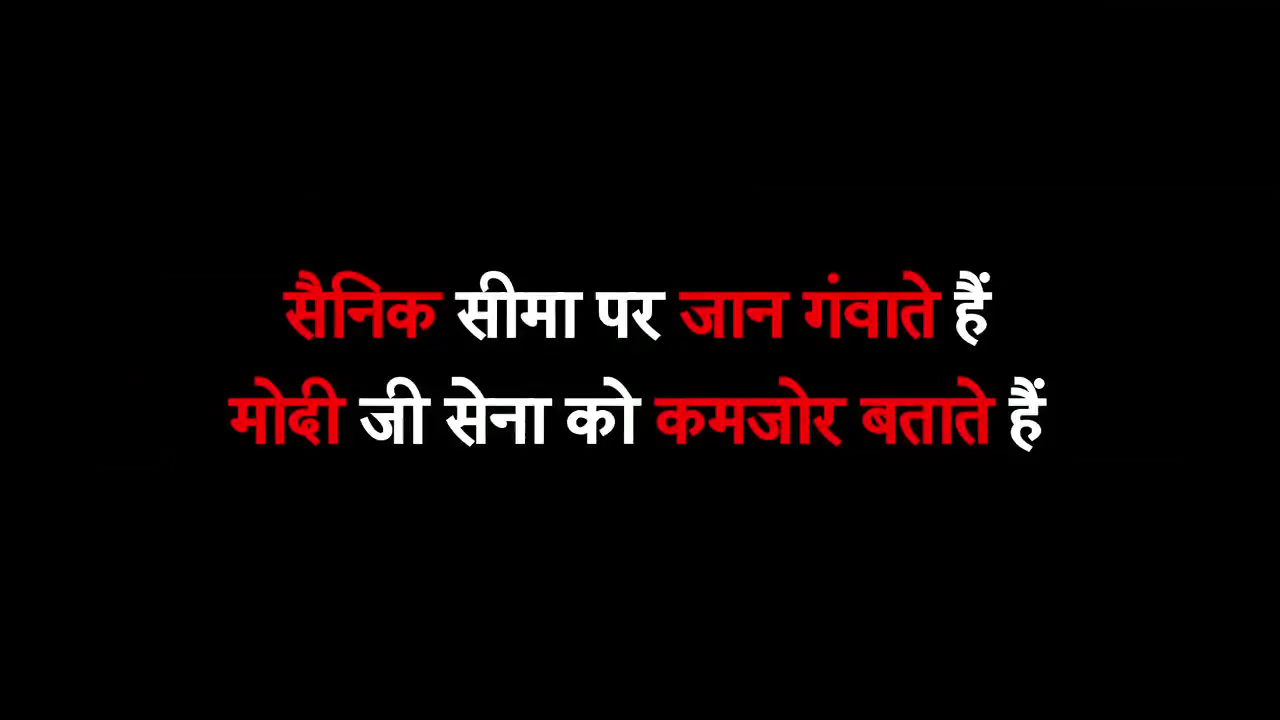 सैनिक सीमा पर जान गंवाते हैं
मोदी जी सेना को कमजोर बताते हैं